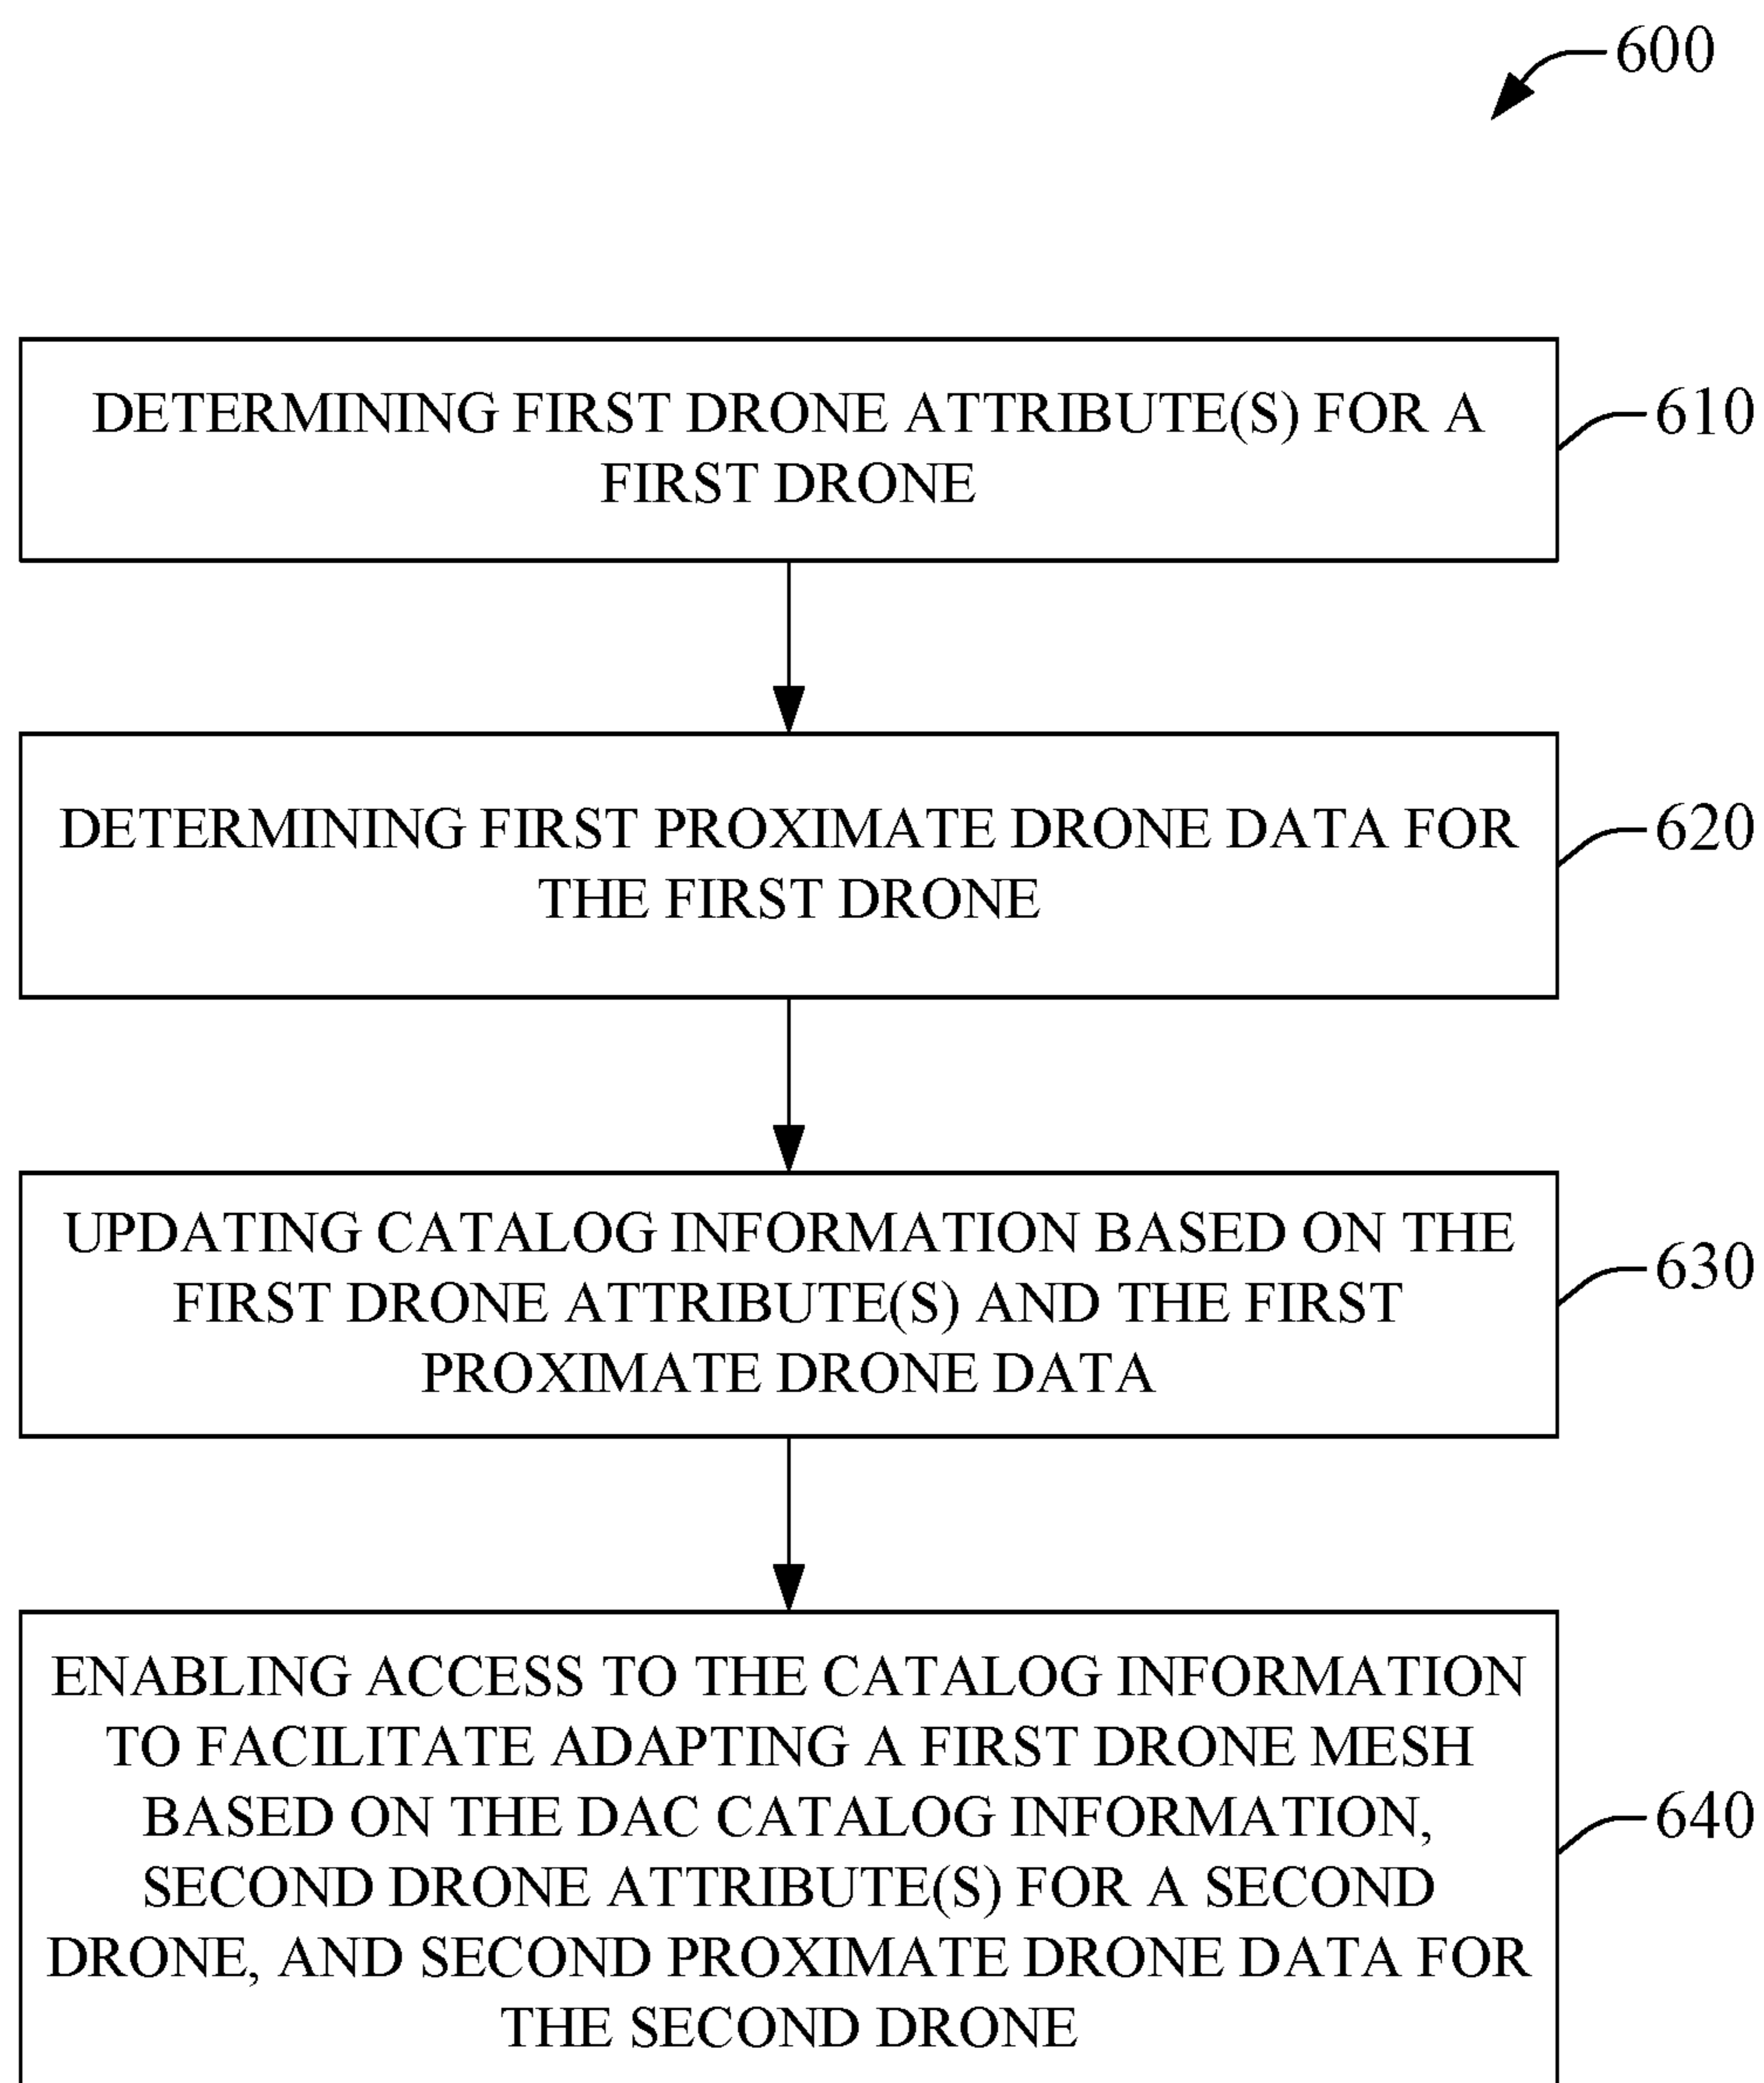 600
DETERMINING FIRST DRONE ATTRIBUTE(S) FOR A
FIRST DRONE
610
DETERMINING FIRST PROXIMATE DRONE DATA FOR
THE FIRST DRONE
620
UPDATING CATALOG INFORMATION BASED ON THE
FIRST DRONE ATTRIBUTE(S) AND THE FIRST
PROXIMATE DRONE DATA
630
ENABLING ACCESS TO THE CATALOG INFORMATION
TO FACILITATE ADAPTING A FIRST DRONE MESH
BASED ON THE DAC CATALOG INFORMATION,
SECOND DRONE ATTRIBUTE(S) FOR A SECOND
DRONE, AND SECOND PROXIMATE DRONE DATA FOR
THE SECOND DRONE
640